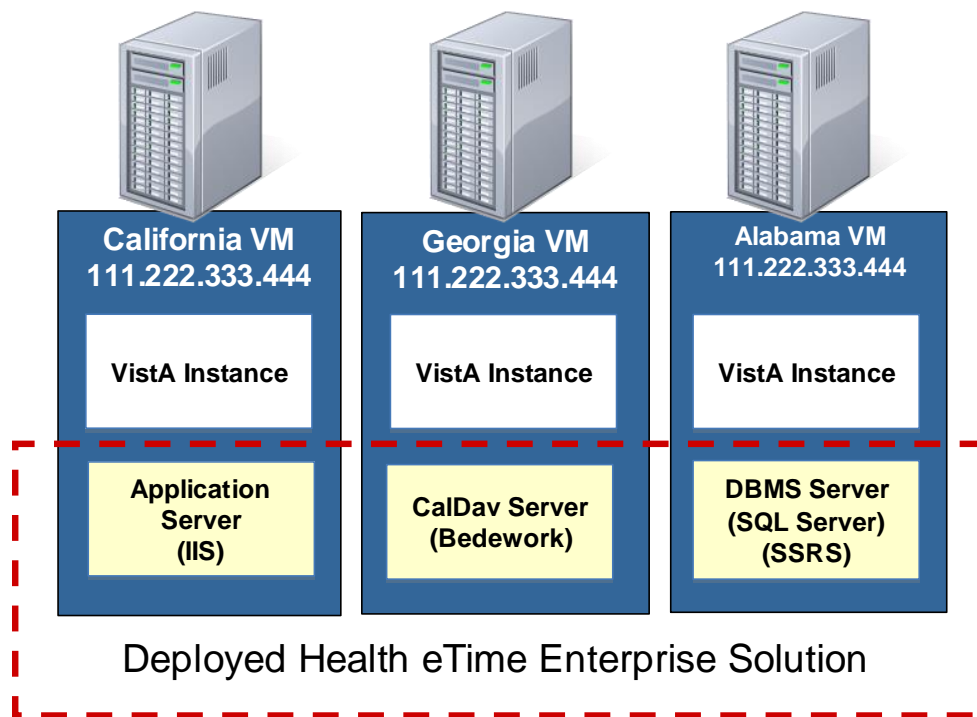 California VM
111.222.333.444
VistA Instance
Application
Server
(IIS)
Georgia VM
111.222.333.444
VistA Instance
CalDav Server
(Bedework)
Alabama VM
111.222.333.444
VistA Instance
DBMS Server
(SQL Server)
(SSRS)
Deployed Health eTime Enterprise Solution